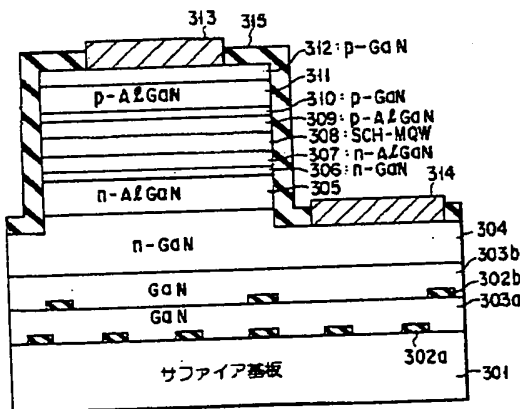 313
315
312:p-GaN
311
p-AlGaN
310:p-GaN
309:p-AlGaN
308:SCH-MQW
307:n-AlGaN
306:n-GaN
314
305
n-AlGaN
304
n-GaN
303b
302b
GaN
303a
GaN
302a
サファイア基板
301